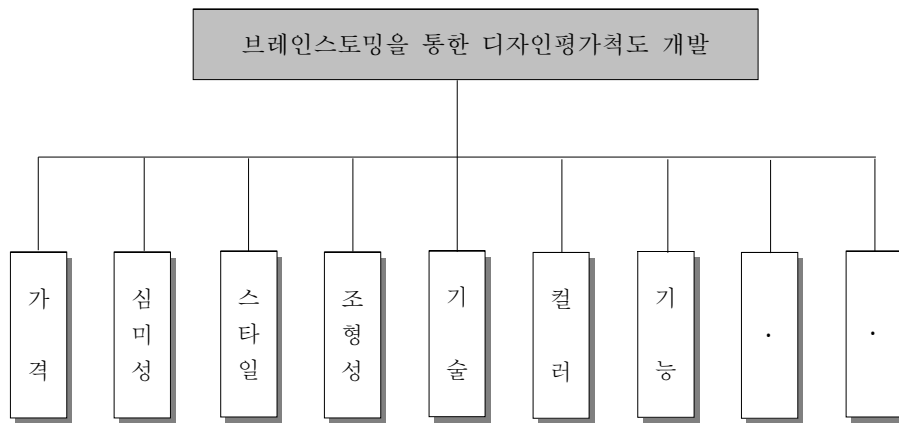 브레인스토밍을 통한 디자인평가척도 개발
가격
심미성
스타일
조형성
기술
컬러
기능
.
.